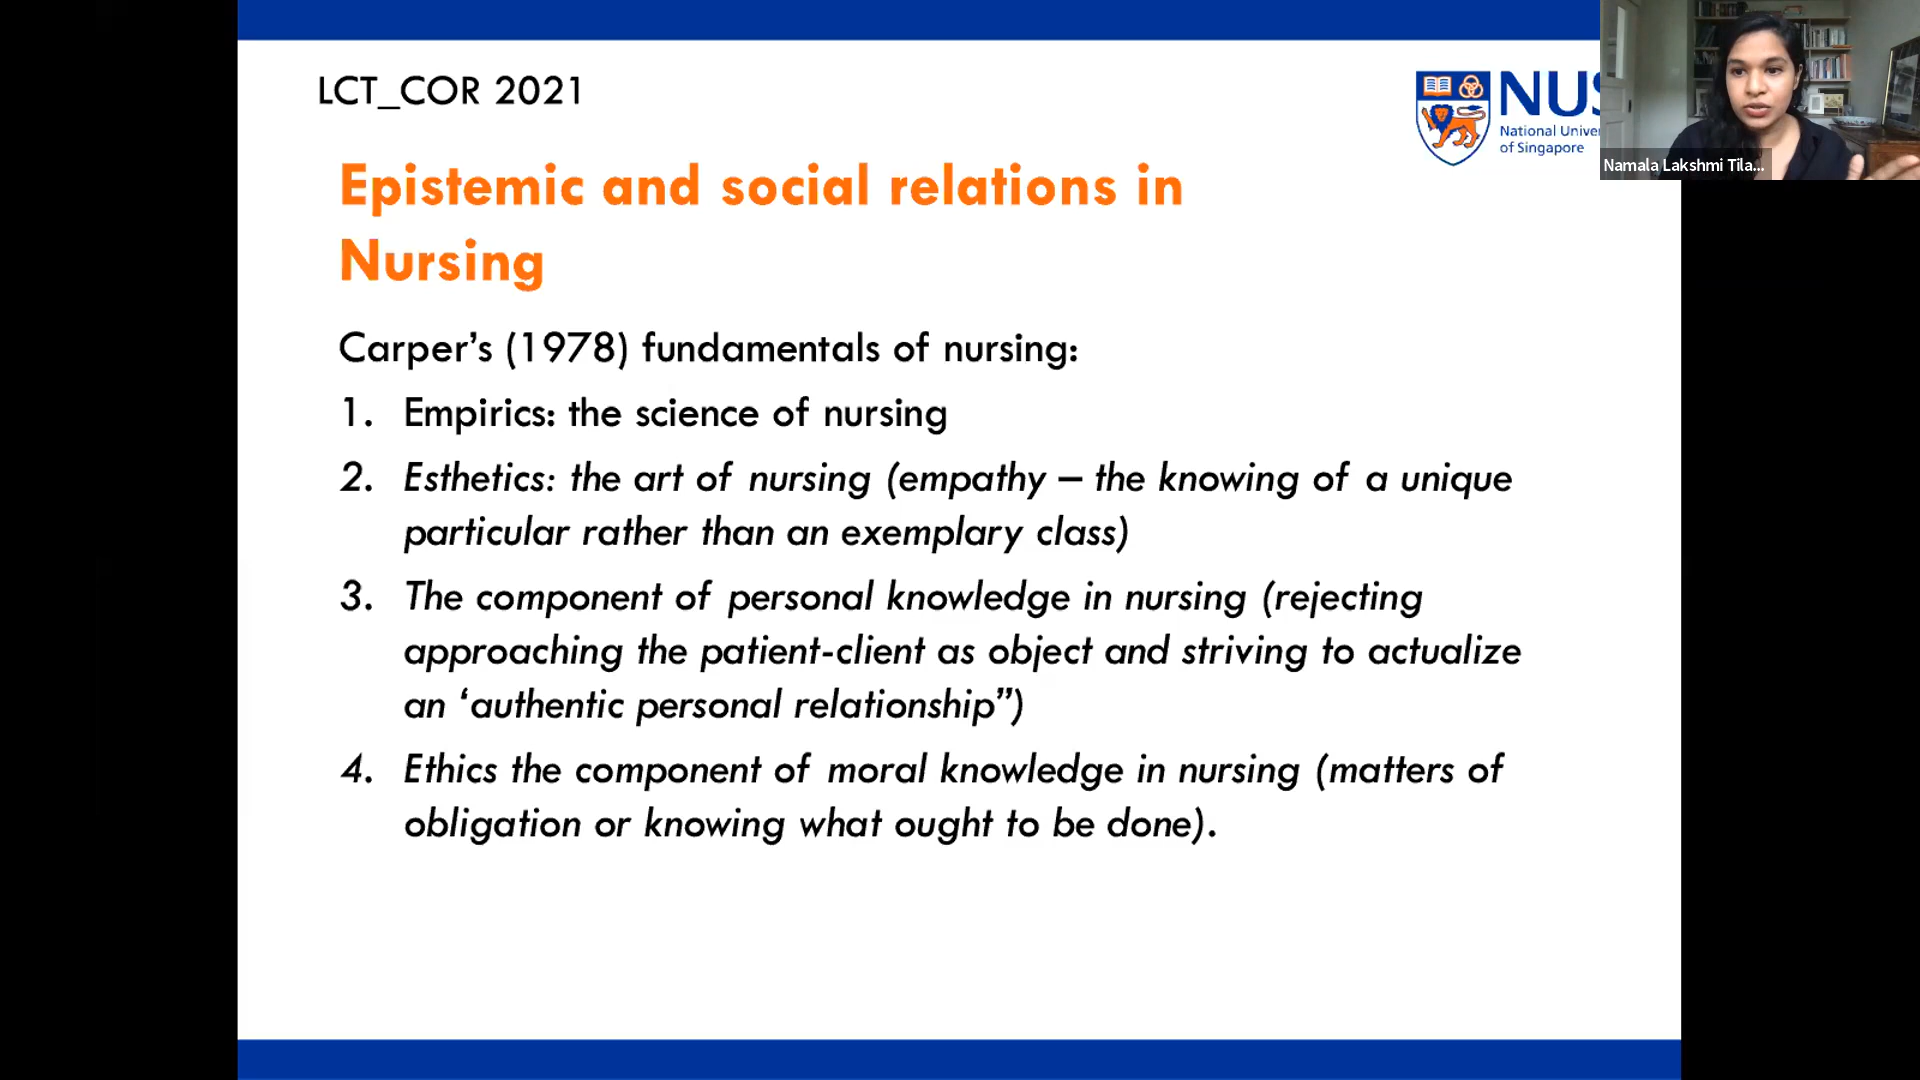 LCT_COR 2021
NUS
National Unive
of Singapore
Namala Lakshmi Tila...
Epistemic and social relations in
Nursing
Carper’s (1978) fundamentals of nursing:
1. Empirics: the science of nursing
2. Esthetics: the art of nursing (empathy – the knowing of a unique
particular rather than an exemplary class)
3. The component of personal knowledge in nursing (rejecting
approaching the patient-client as object and striving to actualize
an ‘authentic personal relationship”)
4. Ethics the component of moral knowledge in nursing (matters of
obligation or knowing what ought to be done).